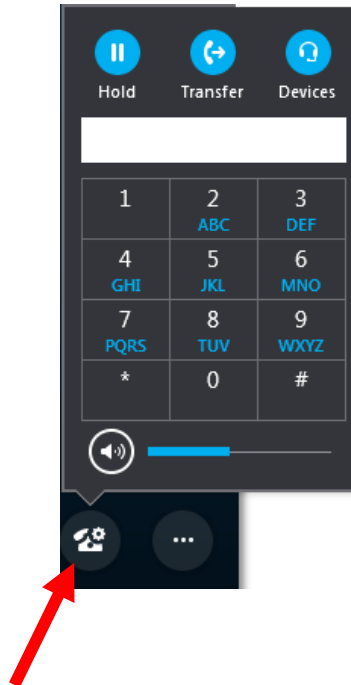 Hold Transfer Devices
1 2 3
ABC DEF
4 5 6
GHI JKL MNO
7 8 9
PQRS TUV WXYZ
* 0 #